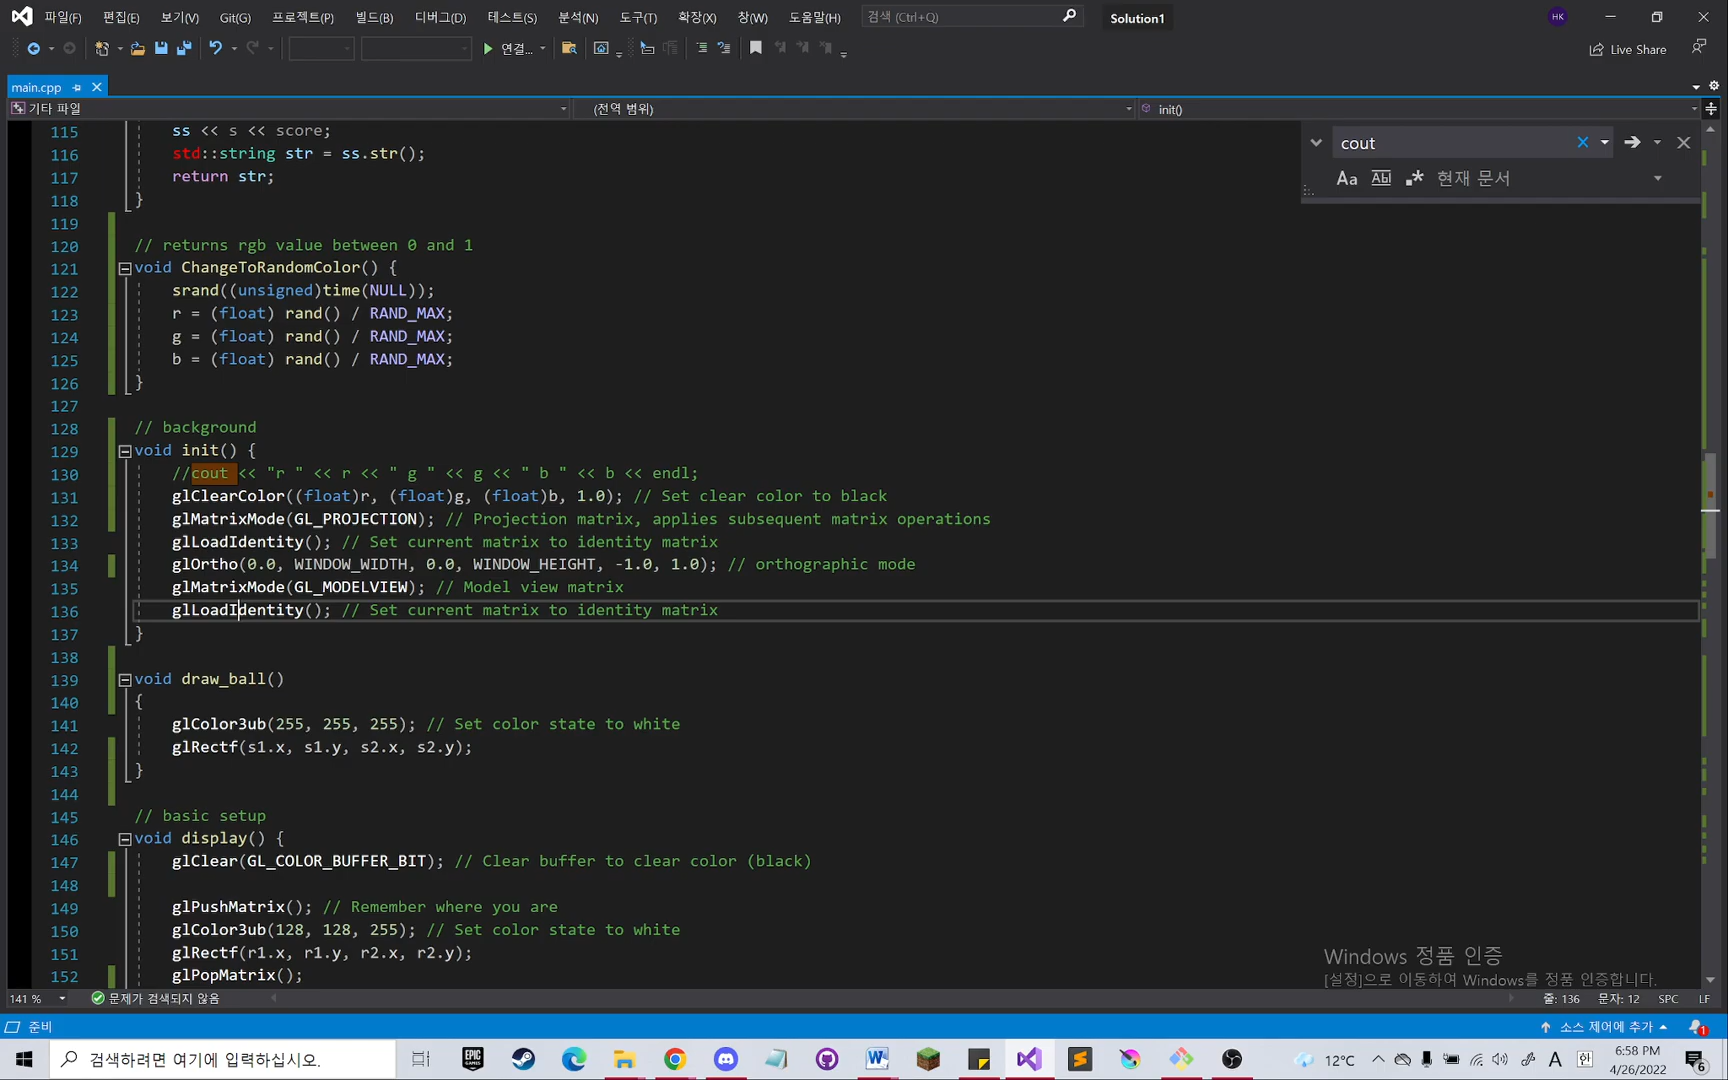 파일(F) 편집(E) 보기(V) Git(G) 프로젝트(P) 빌드(B) 디버그(D) 테스트(S) 분석(N) 도구(T) 확장(X) 창(W) 도움말(H) 검색 (Ctrl+Q) Solution1 HK
연결... Live Share
main.cpp
기타 파일 (전역 범위) init()
cout
Aa Abl 현재 문서
115 ss << s << score;
116 std::string str = ss.str();
117 return str;
118 }
119
120 // returns rgb value between 0 and 1
121 void ChangeToRandomColor() {
122 srand((unsigned)time(NULL));
123 r = (float) rand() / RAND_MAX;
124 g = (float) rand() / RAND_MAX;
125 b = (float) rand() / RAND_MAX;
126 }
127
128 // background
129 void init() {
130 //cout << "r " << r << " g " << g << " b " << b << endl;
131 glClearColor((float)r, (float)g, (float)b, 1.0); // Set clear color to black
132 glMatrixMode(GL_PROJECTION); // Projection matrix, applies subsequent matrix operations
133 glLoadIdentity(); // Set current matrix to identity matrix
134 glOrtho(0.0, WINDOW_WIDTH, 0.0, WINDOW_HEIGHT, -1.0, 1.0); // orthographic mode
135 glMatrixMode(GL_MODELVIEW); // Model view matrix
136 glLoadIdentity(); // Set current matrix to identity matrix
137 }
138
139 void draw_ball()
140 {
141 glColor3ub(255, 255, 255); // Set color state to white
142 glRectf(s1.x, s1.y, s2.x, s2.y);
143 }
144
145 // basic setup
146 void display() {
147 glClear(GL_COLOR_BUFFER_BIT); // Clear buffer to clear color (black)
148
149 glPushMatrix(); // Remember where you are
150 glColor3ub(128, 128, 255); // Set color state to white
151 glRectf(r1.x, r1.y, r2.x, r2.y);
152 glPopMatrix();
Windows 정품 인증
[설정]으로 이동하여 Windows를 정품 인증합니다.
141 % 문제가 검색되지 않음 줄: 136 문자: 12 SPC LF
준비 소스 제어에 추가 1
검색하려면 여기에 입력하십시오. EPIC GAMES 12°C A 한 6:58 PM
4/26/2022 6